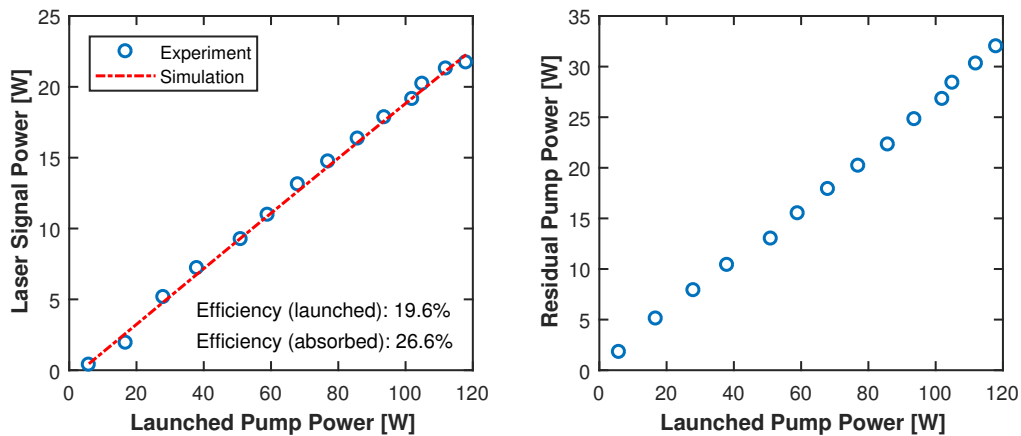 25
20
15
10
5
0
Laser Signal Power [W]
Experiment
Simulation
Efficiency (launched): 19.6%
Efficiency (absorbed): 26.6%
0 20 40 60 80 100 120
Launched Pump Power [W]
35
30
25
20
15
10
5
0
Residual Pump Power [W]
0 20 40 60 80 100 120
Launched Pump Power [W]